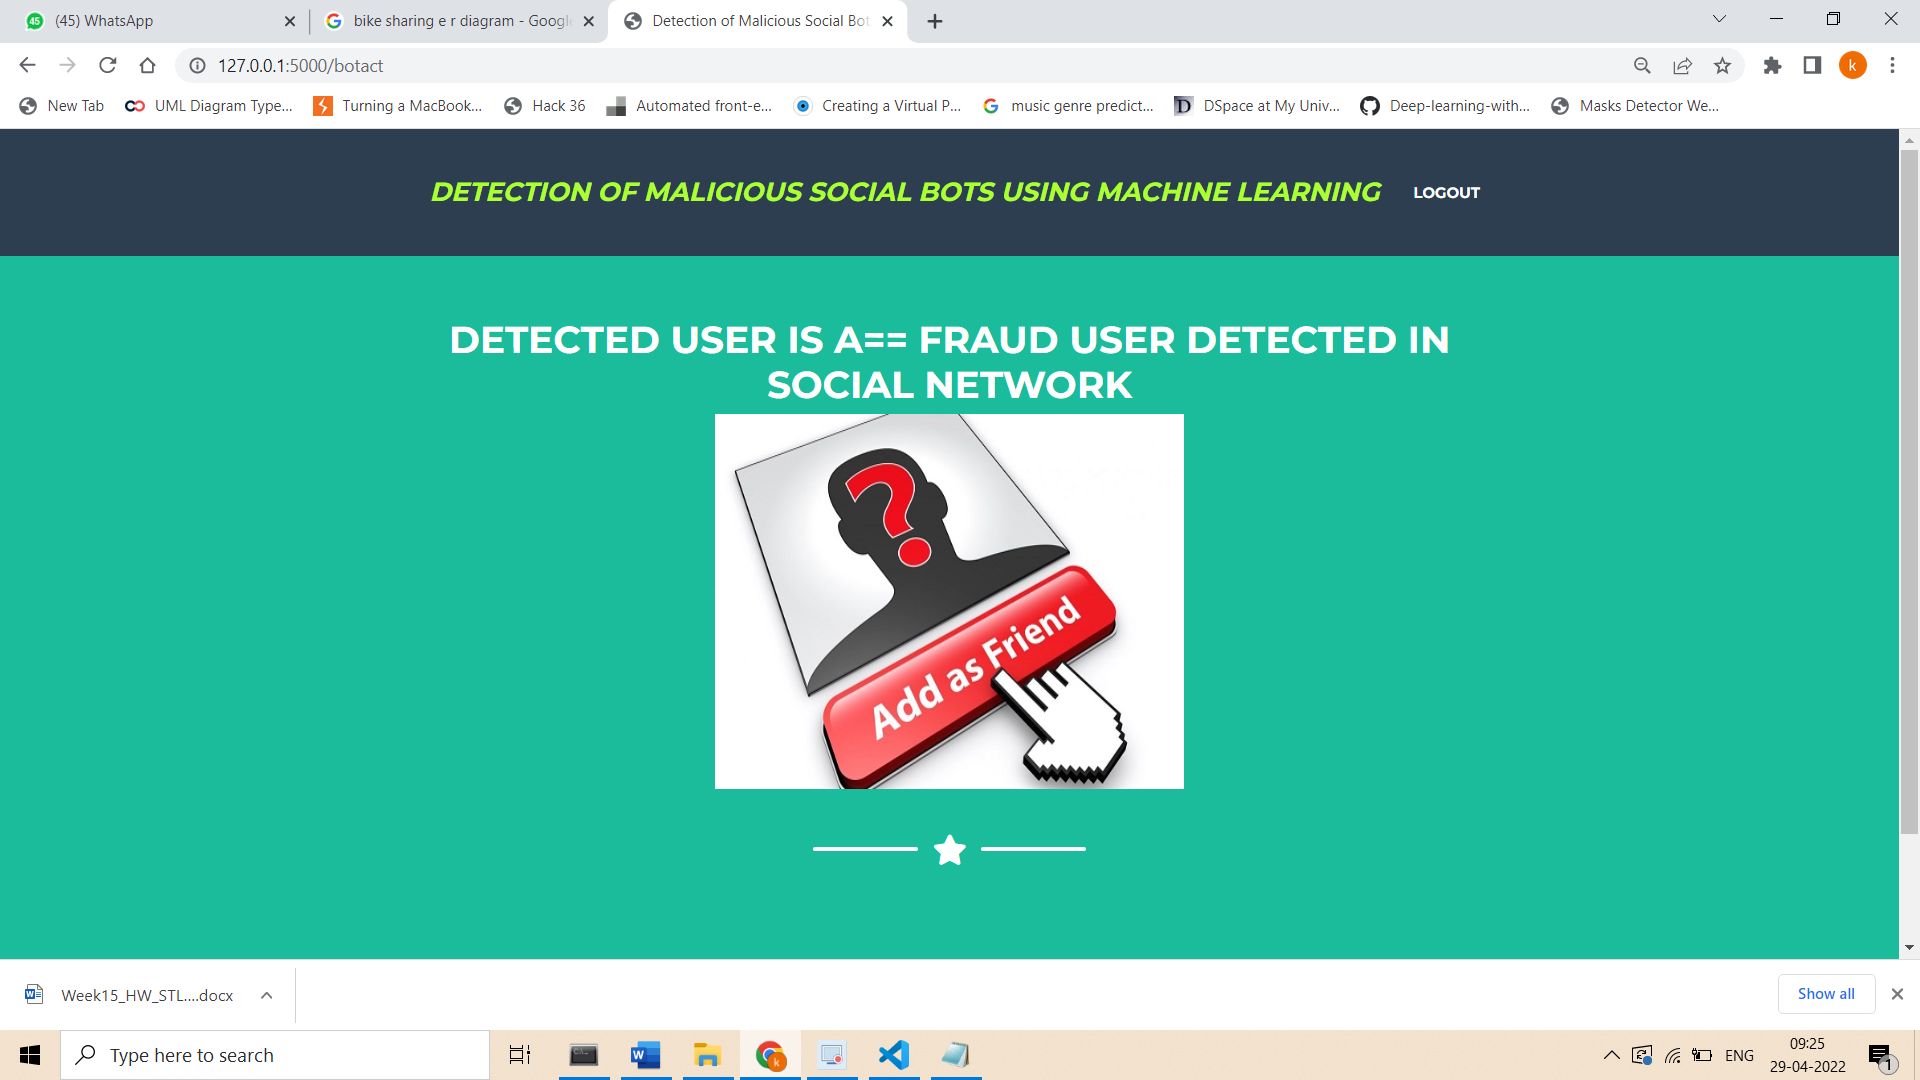 45 (45) WhatsApp
bike sharing e r diagram - Google
Detection of Malicious Social Bot
127.0.0.1:5000/botact
k
New Tab
UML Diagram Type...
Turning a MacBook...
Hack 36
Automated front-e...
Creating a Virtual P...
music genre predict...
DSpace at My Univ...
Deep-learning-with...
Masks Detector We...
DETECTION OF MALICIOUS SOCIAL BOTS USING MACHINE LEARNING
LOGOUT
DETECTED USER IS A== FRAUD USER DETECTED IN
SOCIAL NETWORK
?
Add as Friend
Week15_HW_STL....docx
Show all
Type here to search
ENG
09:25
29-04-2022
1